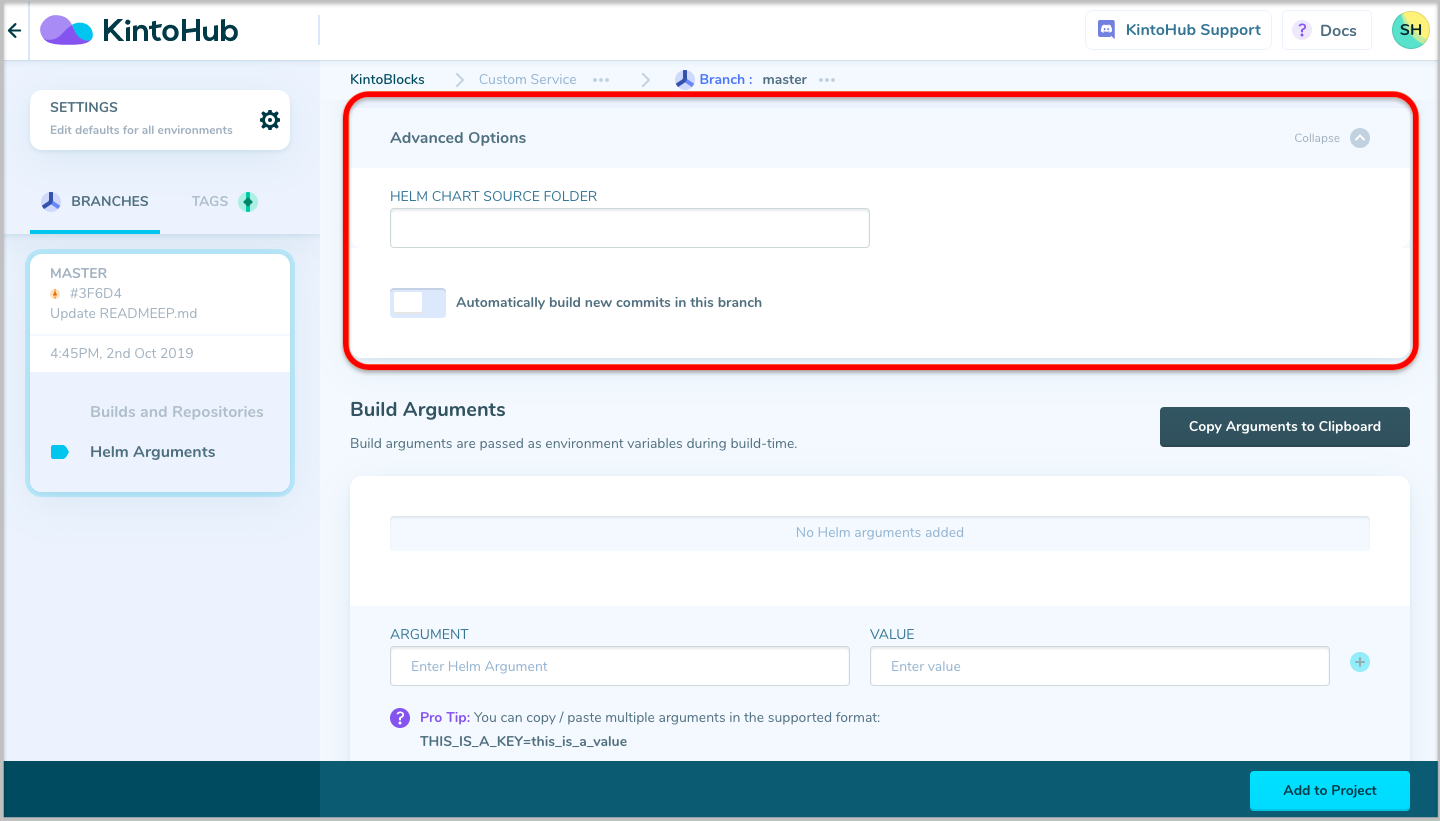 KintoHub
KintoHub Support
? Docs
SH
SETTINGS
Edit defaults for all environments
BRANCHES
TAGS
MASTER
#3F6D4
Update READMEEP.md
4:45PM, 2nd Oct 2019
Builds and Repositories
Helm Arguments
KintoBlocks
Custom Service
Branch : master
Advanced Options
Collapse
HELM CHART SOURCE FOLDER
Automatically build new commits in this branch
Build Arguments
Build arguments are passed as environment variables during build-time.
Copy Arguments to Clipboard
No Helm arguments added
ARGUMENT
VALUE
Enter Helm Argument
Enter value
+
? Pro Tip: You can copy / paste multiple arguments in the supported format:
THIS_IS_A_KEY=this_is_a_value
Add to Project